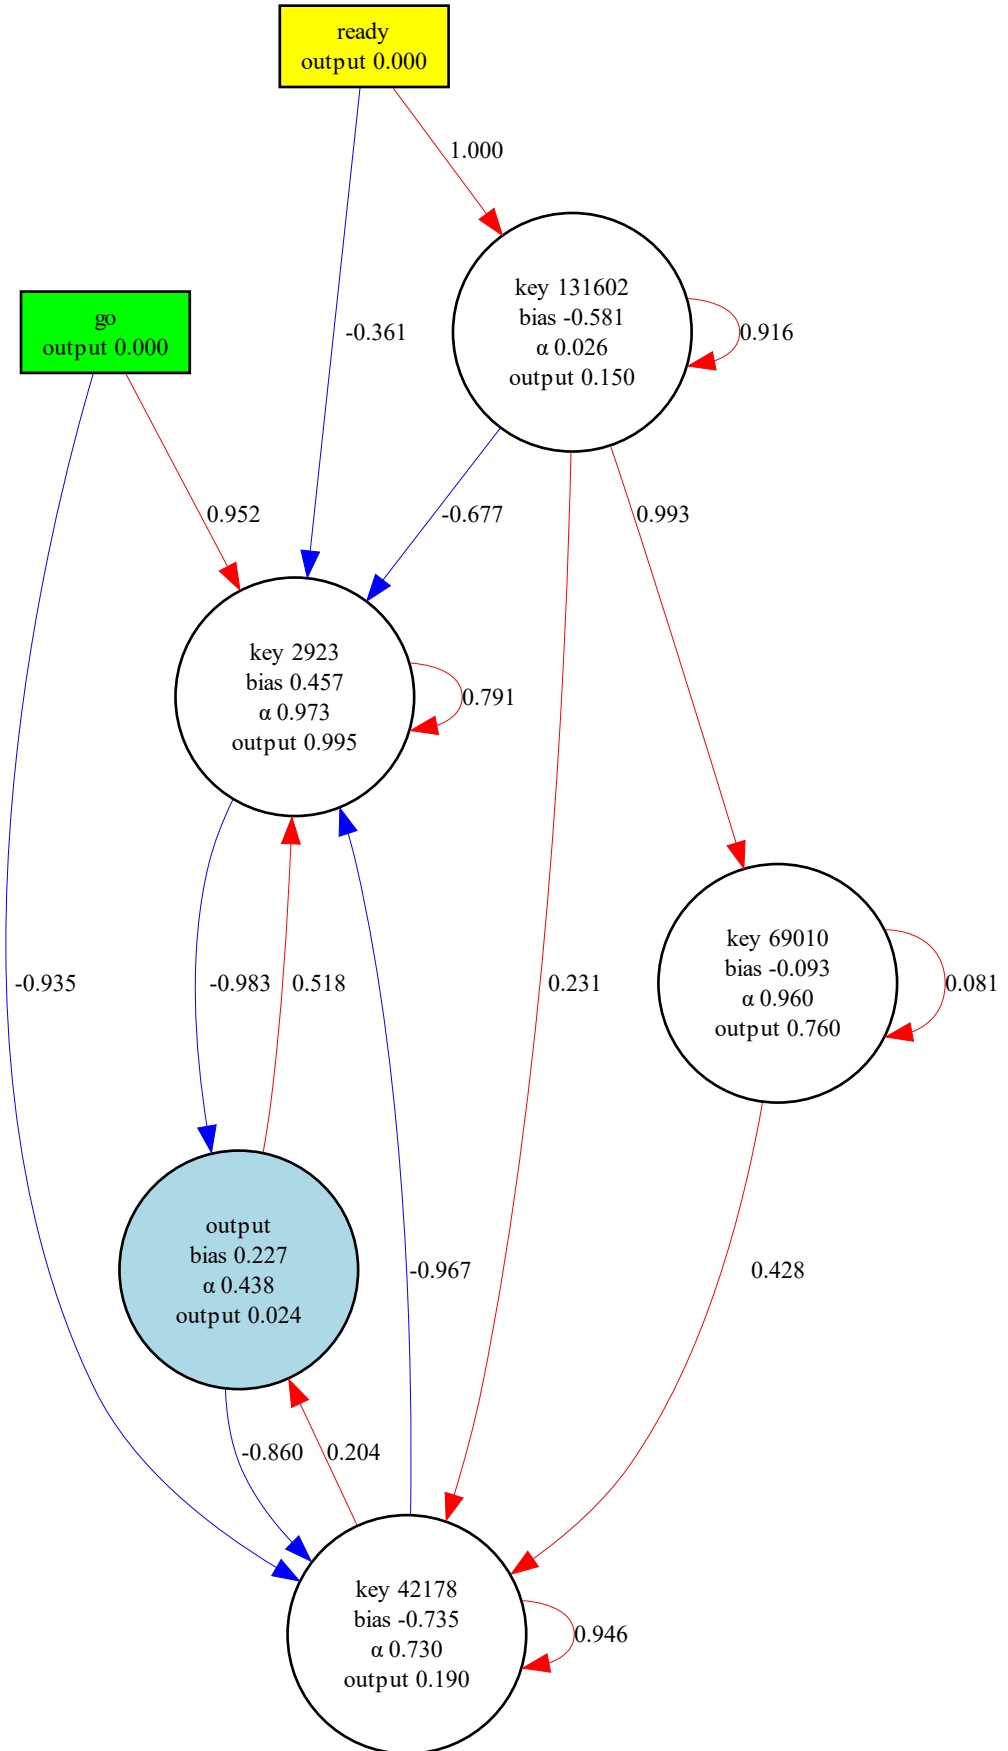 ready
output 0.000
1.000
key 131602
bias -0.581
α 0.026
output 0.150
0.916
go
output 0.000
-0.361
0.952
-0.677
0.993
key 2923
bias 0.457
α 0.973
output 0.995
0.791
key 69010
bias -0.093
α 0.960
output 0.760
0.081
-0.935
-0.983
0.518
0.231
output
bias 0.227
α 0.438
output 0.024
-0.967
0.428
-0.860
0.204
key 42178
bias -0.735
α 0.730
output 0.190
0.946